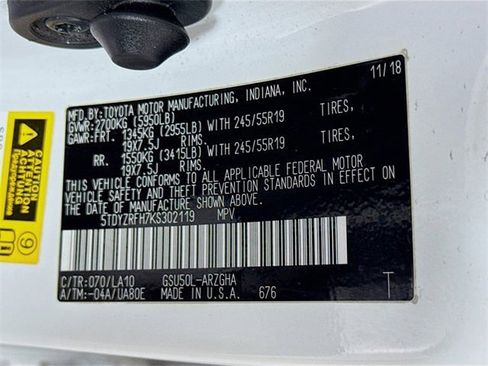 11/18
MFD.BY:TOYOTA MOTOR MANUFACTURING, INDIANA, INC.
GVWR:2700KG (5950LB)
GAWR:FRT. 1345KG (2955LB) WITH 245/55R19 TIRES,
19X7.5J RIMS,
RR. 1550KG (3415LB) WITH 245/55R19 TIRES,
19X7.5J RIMS.
THIS VEHICLE CONFORMS TO ALL APPLICABLE FEDERAL MOTOR
VEHICLE SAFETY AND THEFT PREVENTION STANDARDS IN EFFECT ON
THE DATE OF MANUFACTURE SHOWN ABOVE.
5TDYZRFH7KS302119 MPV
C/TR:070/LA10 GSU50L-ARZGHA
A/TM:-04A/UA80E MADE IN U.S.A. 676 T
ATTENTION
ACHTUNG
9